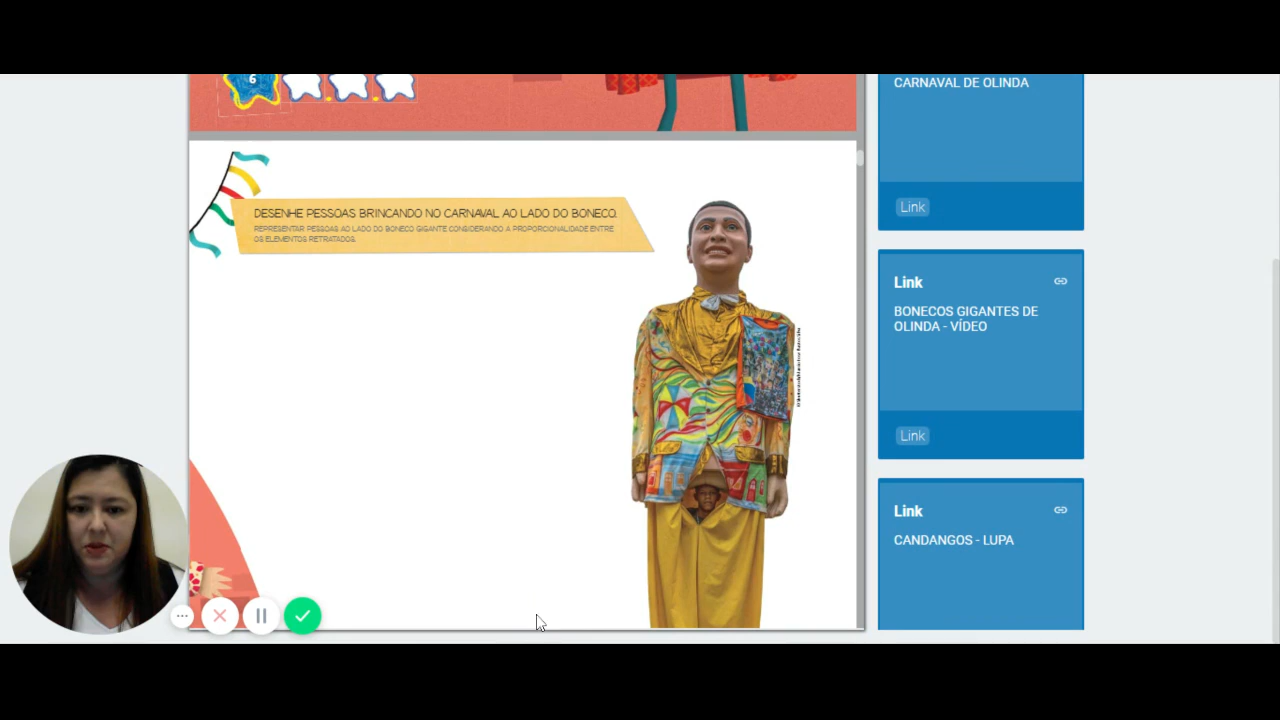 6
DESENHE PESSOAS BRINCANDO NO CARNAVAL AO LADO DO BONECO.
REPRESENTAR PESSOAS AO LADO DO BONECO GIGANTE CONSIDERANDO A PROPORCIONALIDADE ENTRE
OS ELEMENTOS RETRATADOS.
CARNAVAL DE OLINDA
Link
Link
BONECOS GIGANTES DE
OLINDA - VÍDEO
Link
Link
CANDANGOS - LUPA